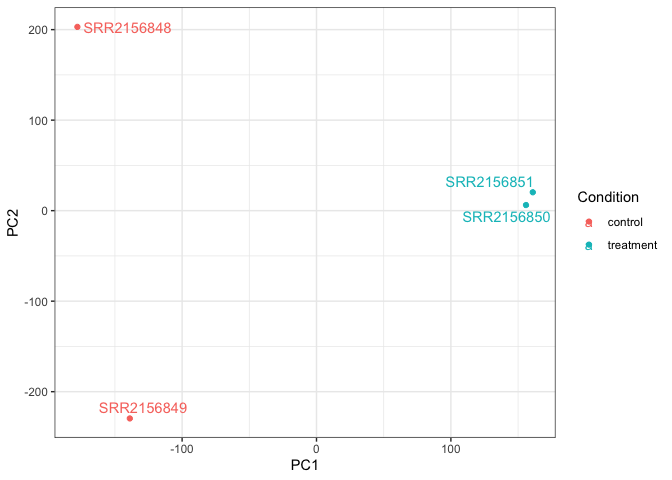 200
100
0
-100
-200
PC2
SRR2156848
SRR2156851
SRR2156850
SRR2156849
-100
0
100
PC1
Condition
a control
a treatment